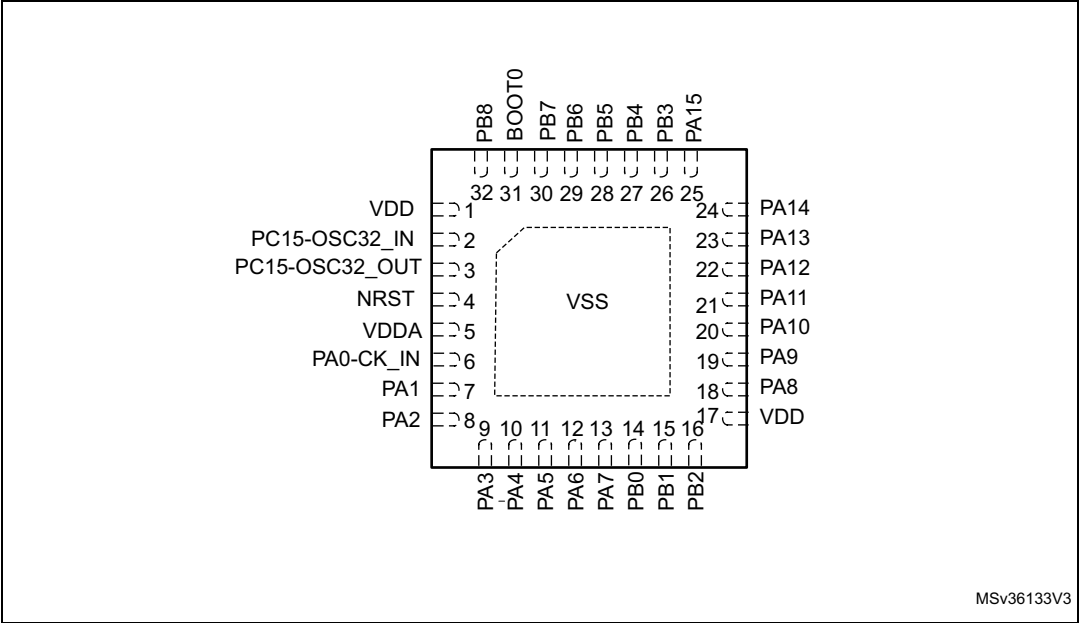 PB8
BOOT0
PB7
PB6
PB5
PB4
PB3
PA15
32 31 30 29 28 27 26 25
VDD 1
PC15-OSC32_IN 2
PC15-OSC32_OUT 3
NRST 4
VDDA 5
PA0-CK_IN 6
PA1 7
PA2 8
VSS
24 PA14
23 PA13
22 PA12
21 PA11
20 PA10
19 PA9
18 PA8
17 VDD
9 10 11 12 13 14 15 16
PA3
PA4
PA5
PA6
PA7
PB0
PB1
PB2
MSv36133V3